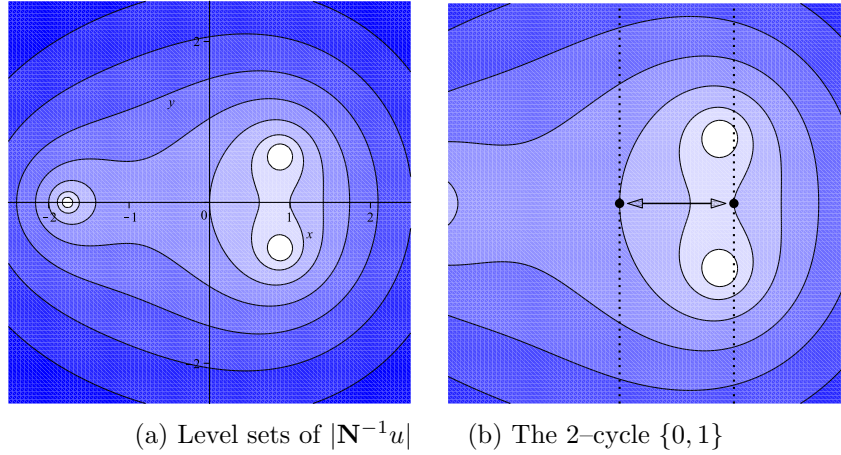 2
y
-2 -1 0 1 2
x
-2
(a) Level sets of |N⁻¹u|
(b) The 2–cycle {0, 1}